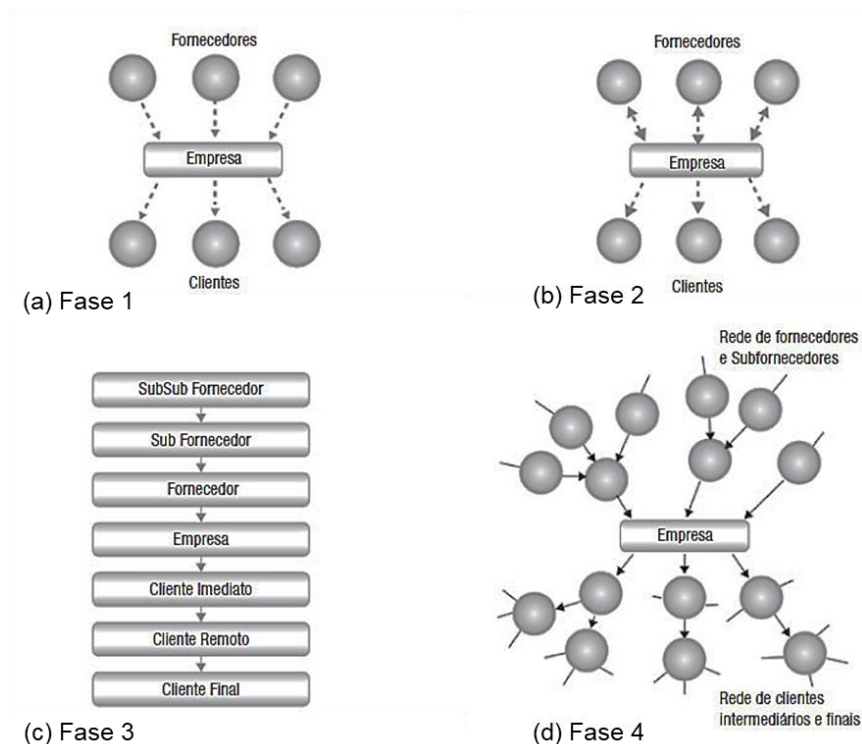 Fornecedores
Empresa
Clientes
(a) Fase 1
Fornecedores
Empresa
Clientes
(b) Fase 2
SubSub Fornecedor
Sub Fornecedor
Fornecedor
Empresa
Cliente Imediato
Cliente Remoto
Cliente Final
(c) Fase 3
Rede de fornecedores
e Subfornecedores
Empresa
Rede de clientes
intermediários e finais
(d) Fase 4